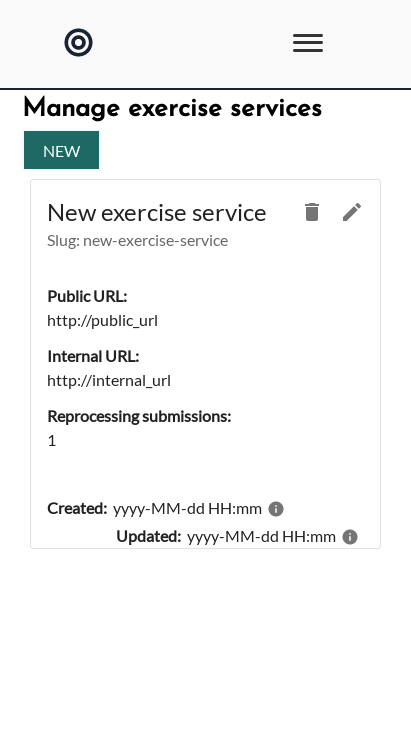 Manage exercise services
NEW
New exercise service
Slug: new-exercise-service
Public URL:
http://public_url
Internal URL:
http://internal_url
Reprocessing submissions:
1
Created: yyyy-MM-dd HH:mm
Updated: yyyy-MM-dd HH:mm